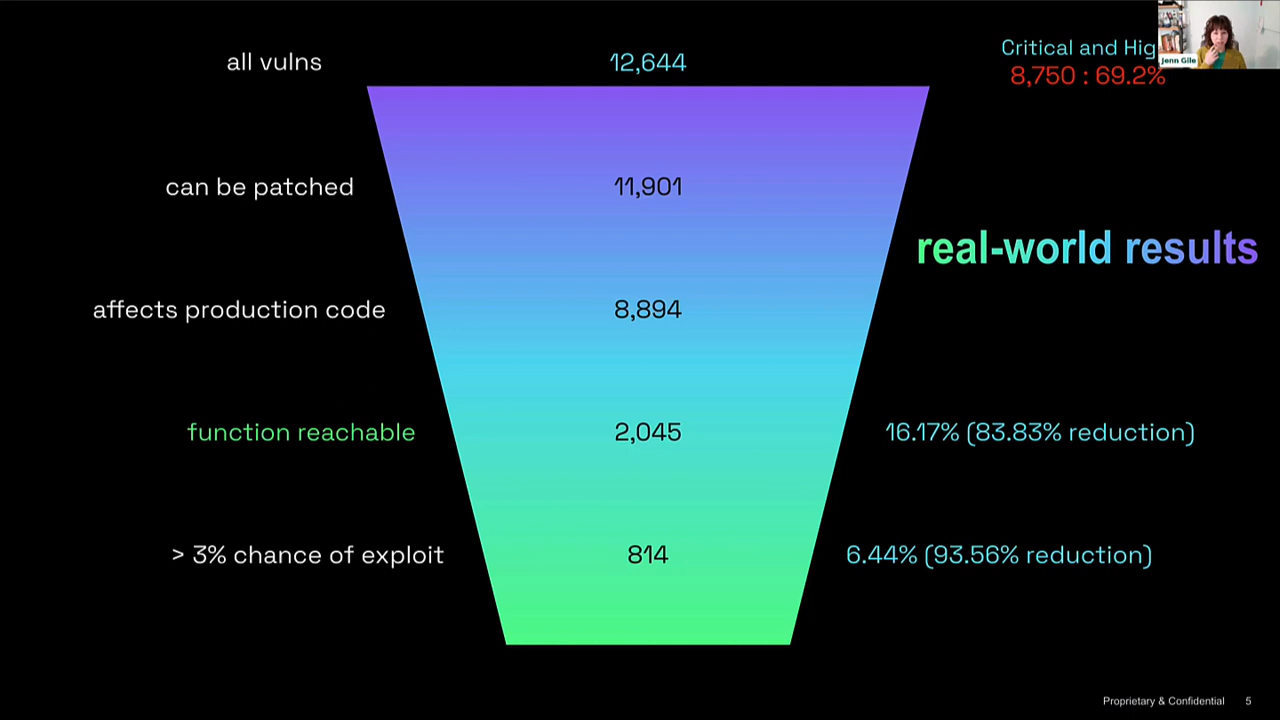 all vulns 12,644 Critical and Hig
Jenn Gile
8,750 : 69.2%
can be patched 11,901
real-world results
affects production code 8,894
function reachable 2,045 16.17% (83.83% reduction)
> 3% chance of exploit 814 6.44% (93.56% reduction)
Proprietary & Confidential 5